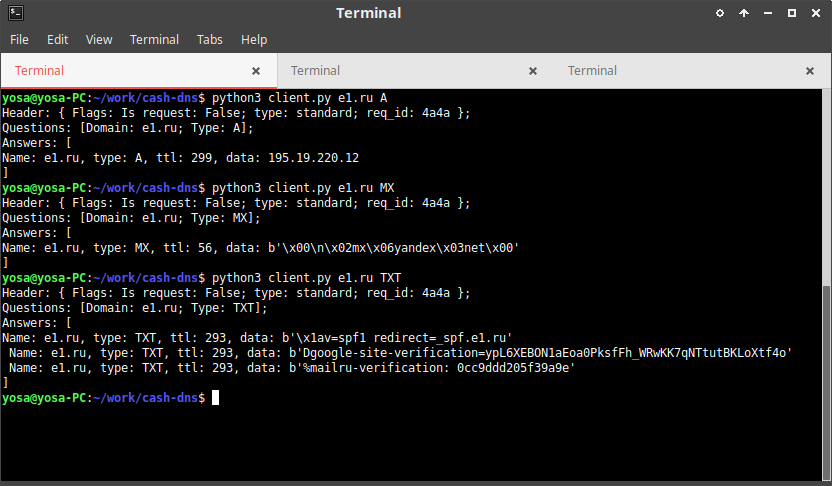 Terminal
File Edit View Terminal Tabs Help
Terminal Terminal Terminal
yosa@yosa-PC:~/work/cash-dns$ python3 client.py e1.ru A
Header: { Flags: Is request: False; type: standard; req_id: 4a4a };
Questions: [Domain: e1.ru; Type: A];
Answers: [
Name: e1.ru, type: A, ttl: 299, data: 195.19.220.12
]
yosa@yosa-PC:~/work/cash-dns$ python3 client.py e1.ru MX
Header: { Flags: Is request: False; type: standard; req_id: 4a4a };
Questions: [Domain: e1.ru; Type: MX];
Answers: [
Name: e1.ru, type: MX, ttl: 56, data: b'\x00\n\x02mx\x06yandex\x03net\x00'
]
yosa@yosa-PC:~/work/cash-dns$ python3 client.py e1.ru TXT
Header: { Flags: Is request: False; type: standard; req_id: 4a4a };
Questions: [Domain: e1.ru; Type: TXT];
Answers: [
Name: e1.ru, type: TXT, ttl: 293, data: b'\x1av=spf1 redirect=_spf.e1.ru'
Name: e1.ru, type: TXT, ttl: 293, data: b'Dgoogle-site-verification=ypL6XEBON1aEoa0PksfFh_WRwKK7qNTtutBKLoXtf4o'
Name: e1.ru, type: TXT, ttl: 293, data: b'%mailru-verification: 0cc9ddd205f39a9e'
]
yosa@yosa-PC:~/work/cash-dns$